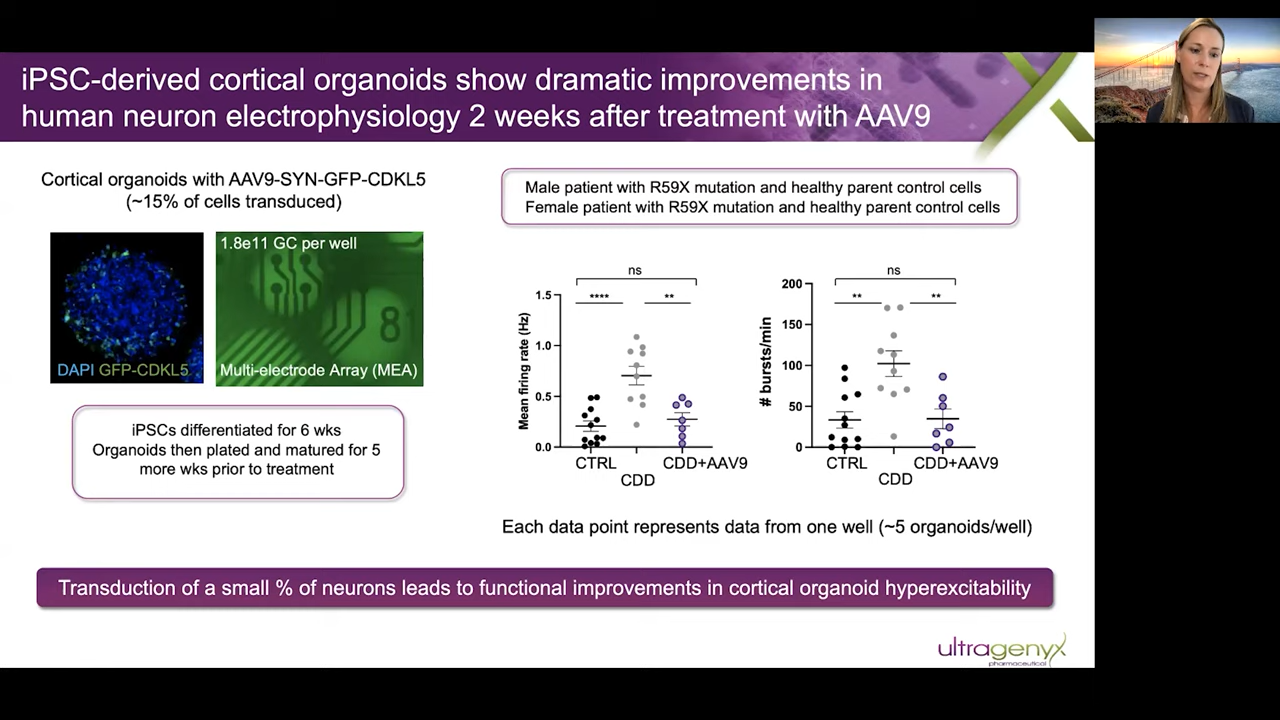 iPSC-derived cortical organoids show dramatic improvements in
human neuron electrophysiology 2 weeks after treatment with AAV9
Cortical organoids with AAV9-SYN-GFP-CDKL5
(~15% of cells transduced)
DAPI GFP-CDKL5
1.8e11 GC per well
81
Multi-electrode Array (MEA)
iPSCs differentiated for 6 wks
Organoids then plated and matured for 5
more wks prior to treatment
Male patient with R59X mutation and healthy parent control cells
Female patient with R59X mutation and healthy parent control cells
ns
**** **
Mean firing rate (Hz)
1.5
1.0
0.5
0.0
CTRL CDD+AAV9
CDD
ns
** **
# bursts/min
200
150
100
50
0
CTRL CDD+AAV9
CDD
Each data point represents data from one well (~5 organoids/well)
Transduction of a small % of neurons leads to functional improvements in cortical organoid hyperexcitability
ultragenyx
pharmaceutical